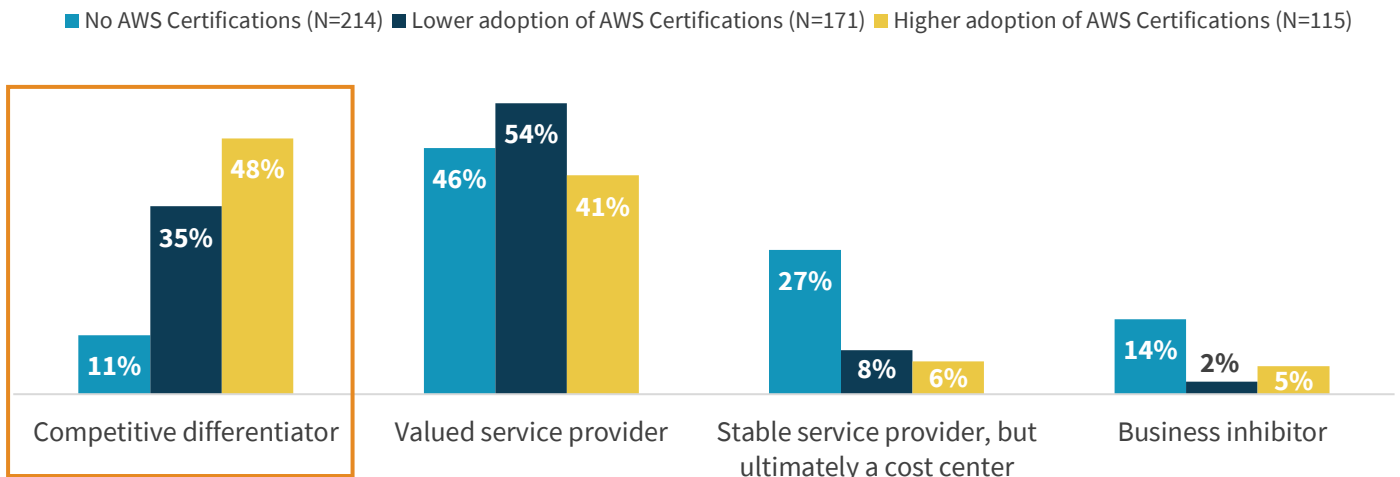 No AWS Certifications (N=214) Lower adoption of AWS Certifications (N=171) Higher adoption of AWS Certifications (N=115)
11%
35%
48%
46%
54%
41%
27%
8%
6%
14%
2%
5%
Competitive differentiator
Valued service provider
Stable service provider, but
ultimately a cost center
Business inhibitor